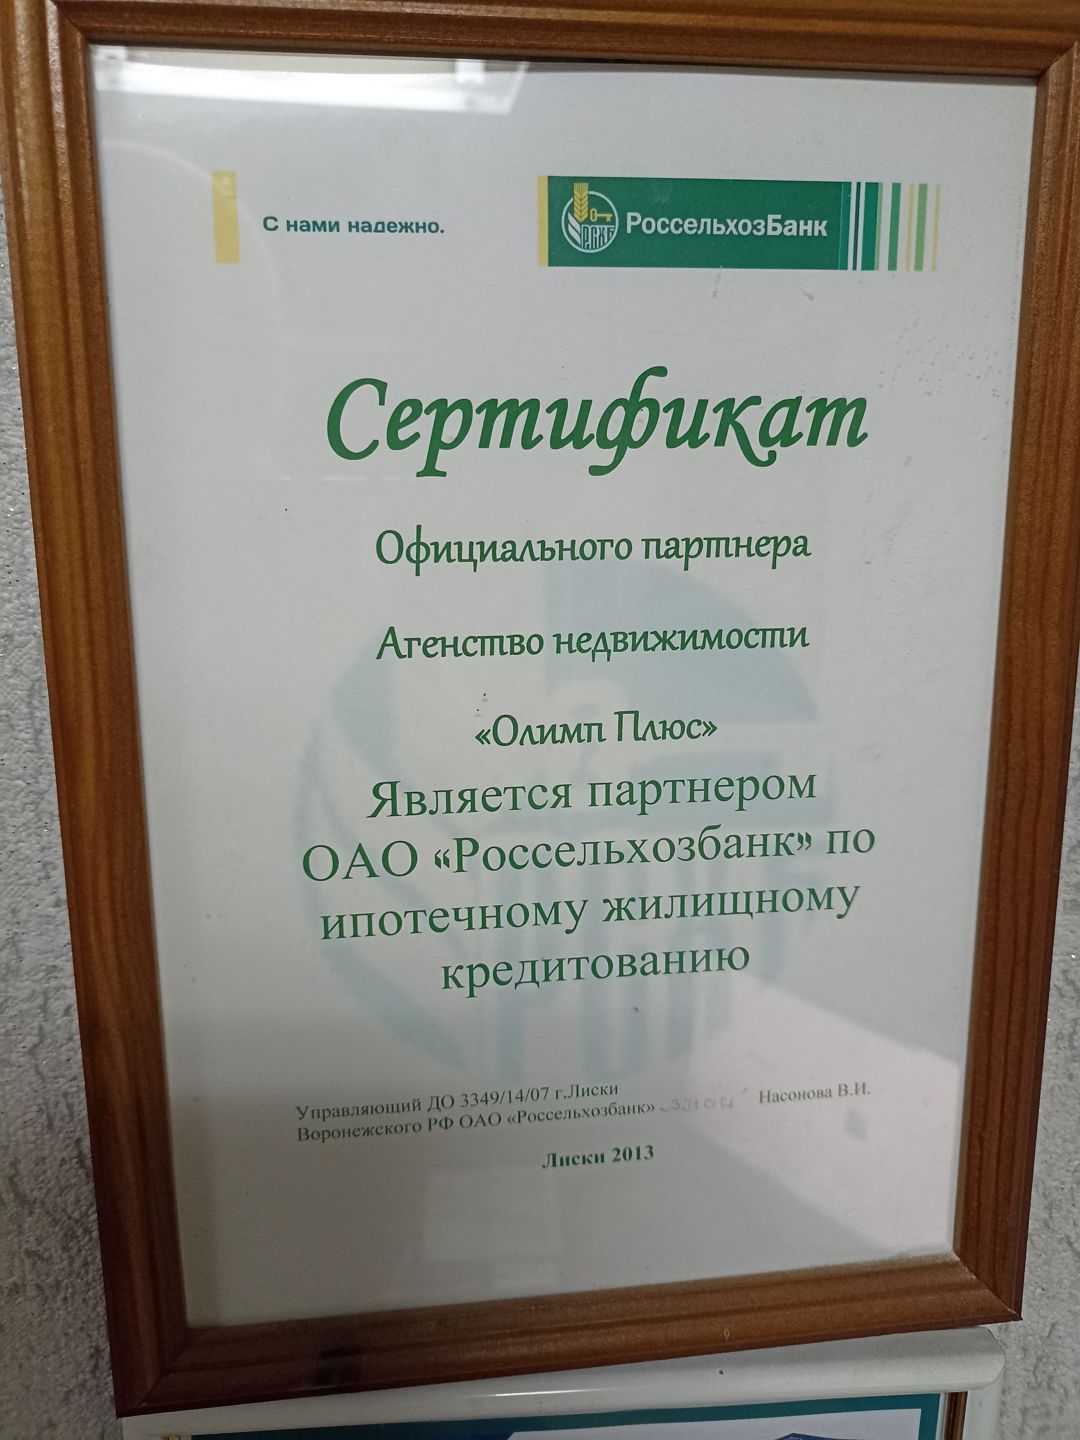 С нами надежно.
РСХБ
РоссельхозБанк
Сертификат
Официального партнера
Агенство недвижимости
«Олимп Плюс»
Является партнером
ОАО «Россельхозбанк» по
ипотечному жилищному
кредитованию
Управляющий ДО 3349/14/07 г.Лиски
Воронежского РФ ОАО «Россельхозбанк»
Насонова В.И.
Лиски 2013